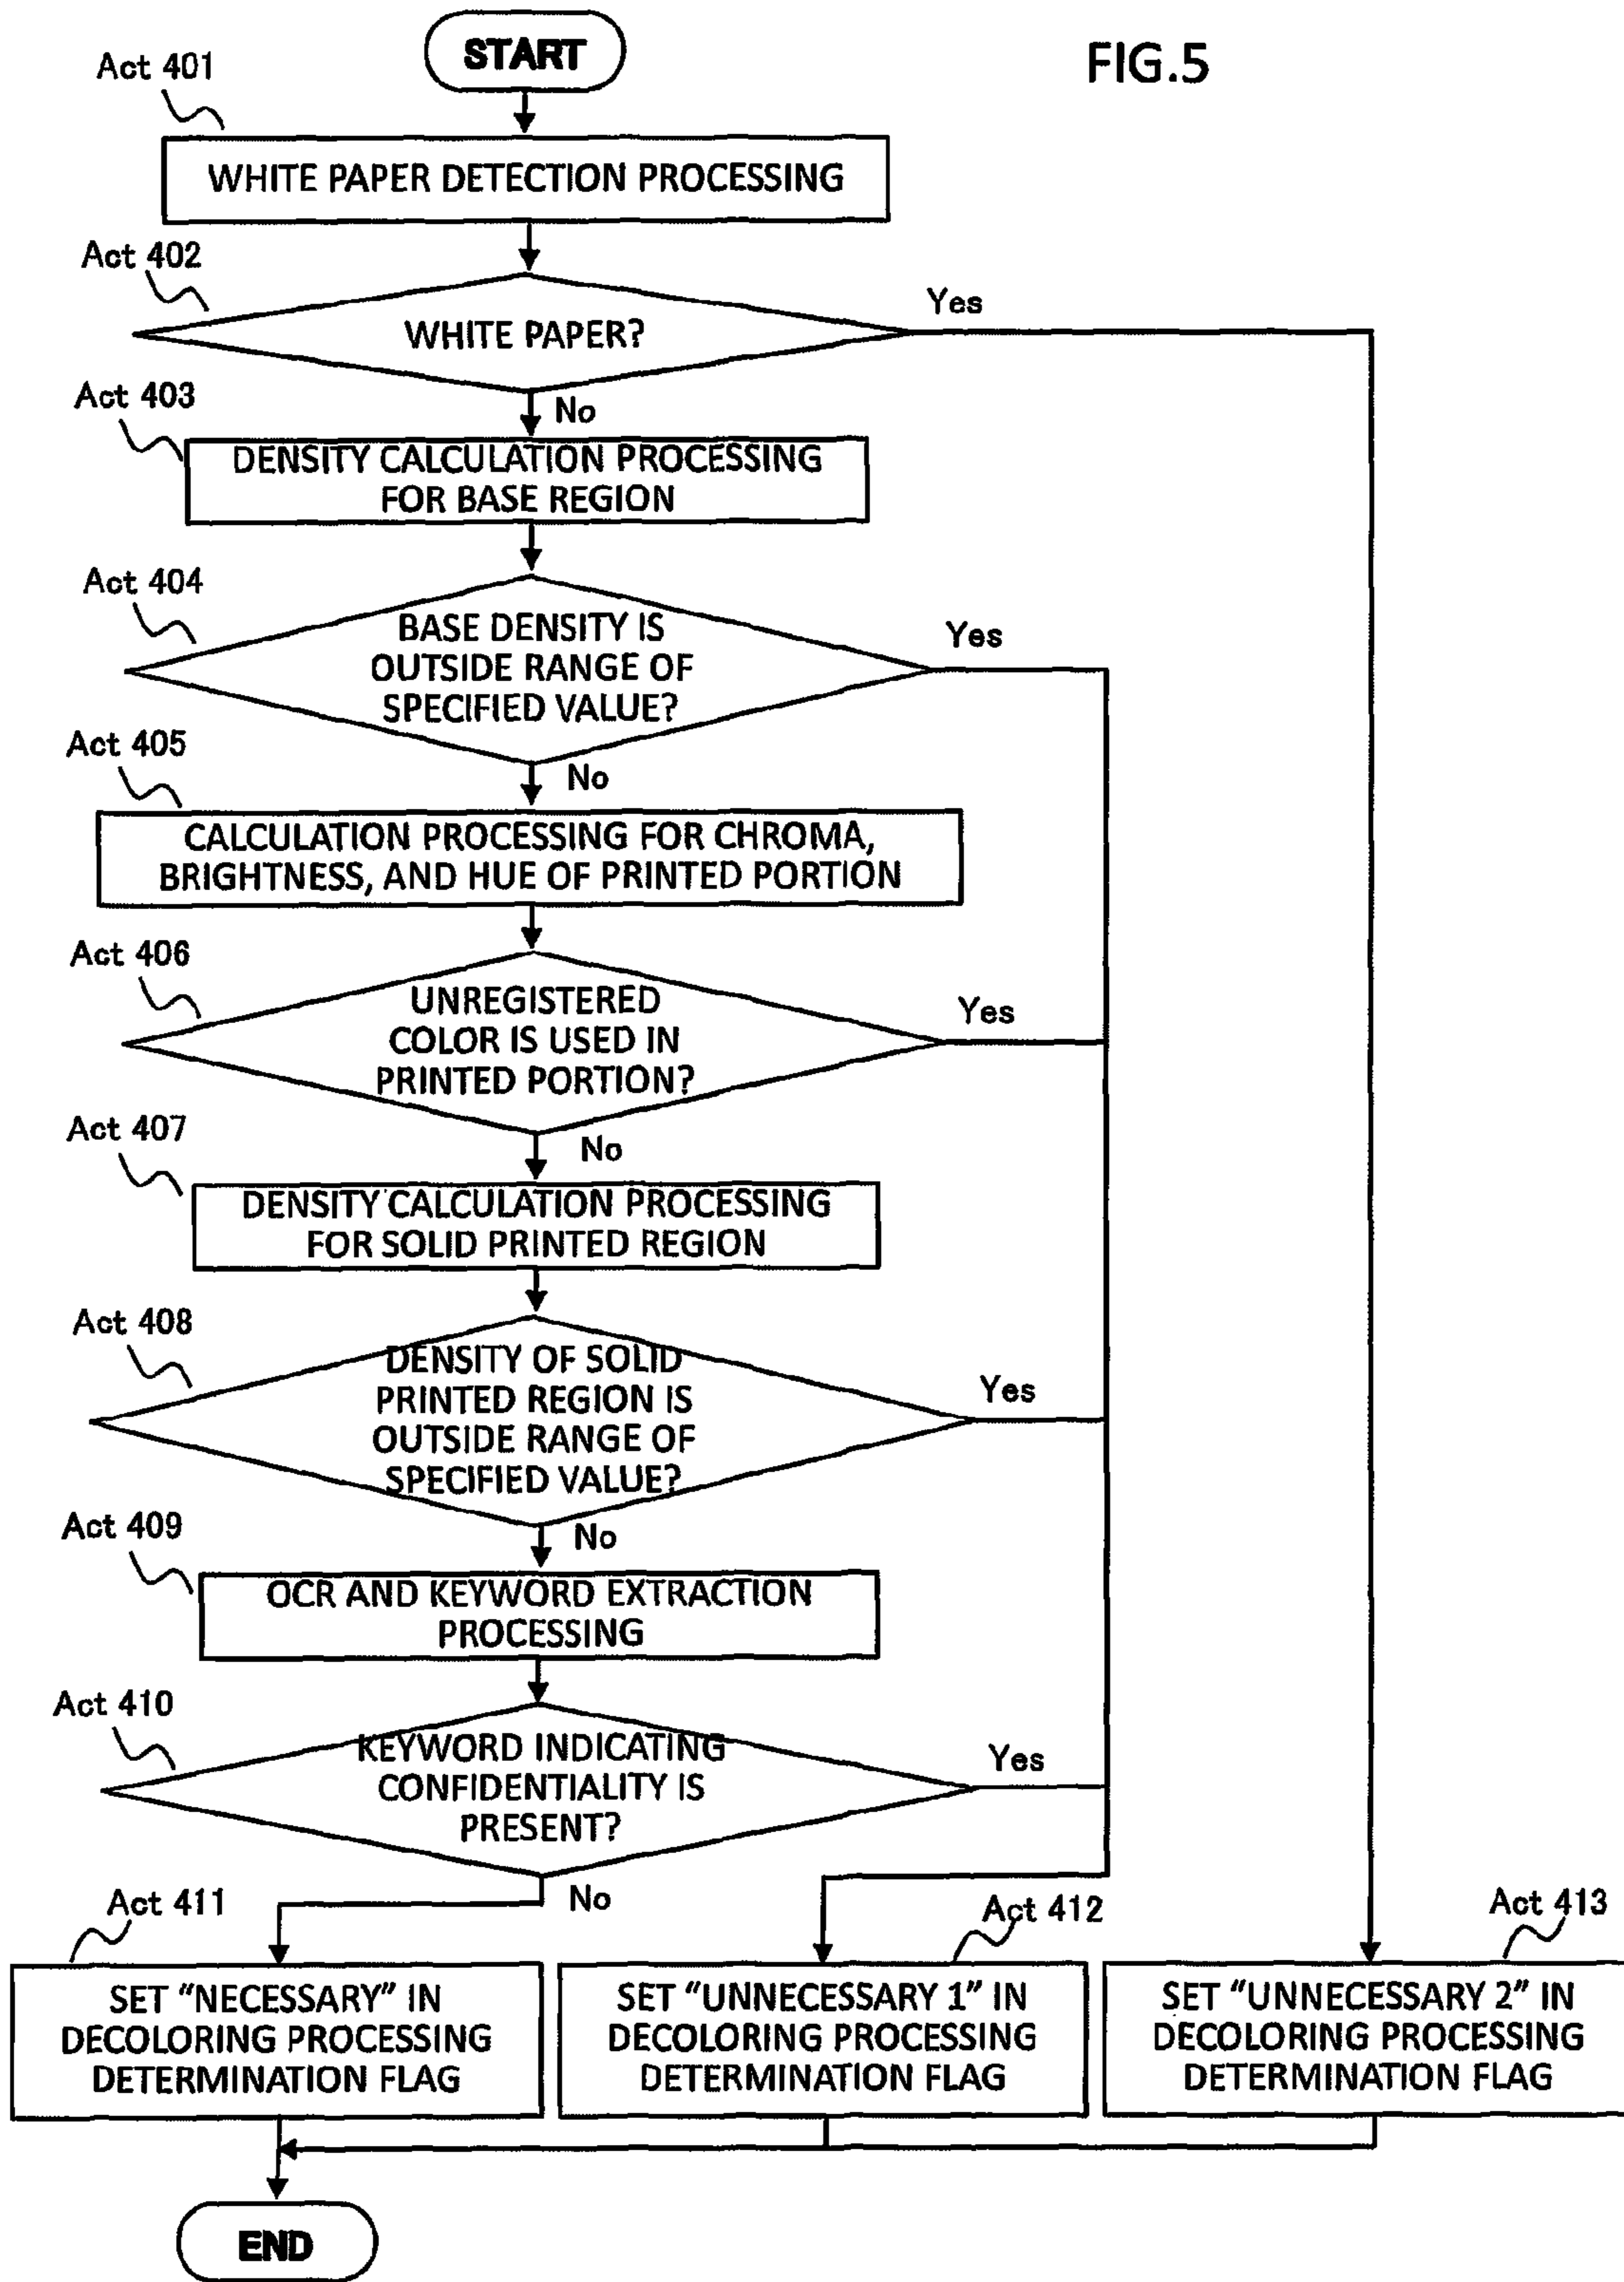 START
FIG.5
Act 401
WHITE PAPER DETECTION PROCESSING
Act 402
WHITE PAPER?
Yes
No
Act 403
DENSITY CALCULATION PROCESSING
FOR BASE REGION
Act 404
BASE DENSITY IS
OUTSIDE RANGE OF
SPECIFIED VALUE?
Yes
No
Act 405
CALCULATION PROCESSING FOR CHROMA,
BRIGHTNESS, AND HUE OF PRINTED PORTION
Act 406
UNREGISTERED
COLOR IS USED IN
PRINTED PORTION?
Yes
No
Act 407
DENSITY CALCULATION PROCESSING
FOR SOLID PRINTED REGION
Act 408
DENSITY OF SOLID
PRINTED REGION IS
OUTSIDE RANGE OF
SPECIFIED VALUE?
Yes
No
Act 409
OCR AND KEYWORD EXTRACTION
PROCESSING
Act 410
KEYWORD INDICATING
CONFIDENTIALITY IS
PRESENT?
Yes
No
Act 411
SET “NECESSARY” IN
DECOLORING PROCESSING
DETERMINATION FLAG
Act 412
SET “UNNECESSARY 1” IN
DECOLORING PROCESSING
DETERMINATION FLAG
Act 413
SET “UNNECESSARY 2” IN
DECOLORING PROCESSING
DETERMINATION FLAG
END